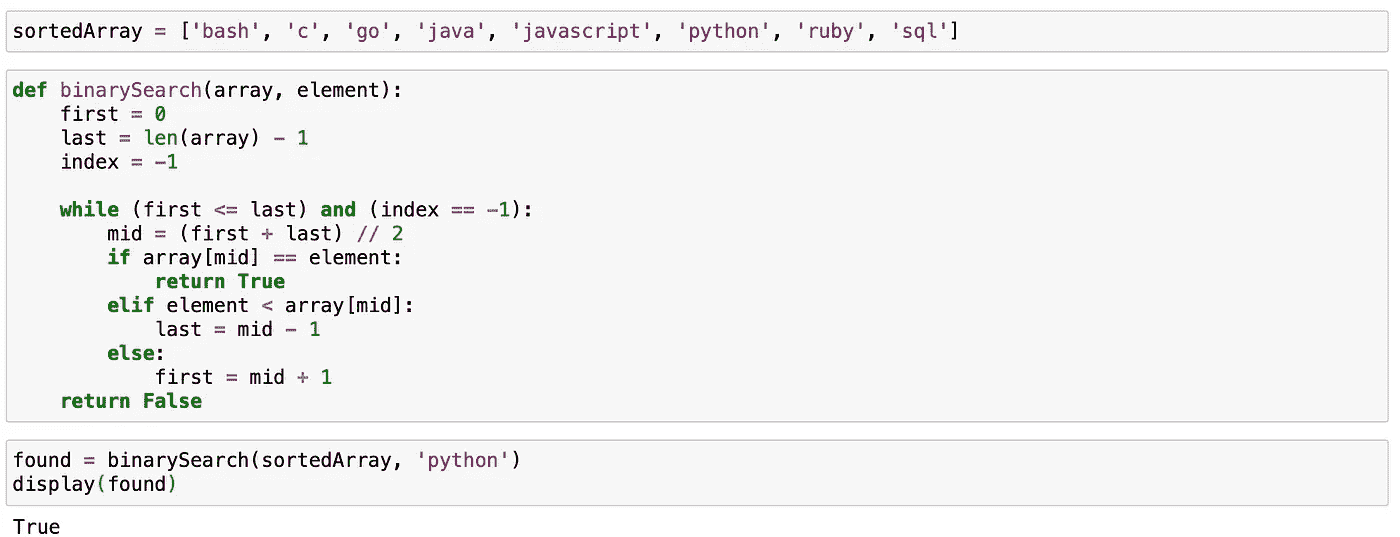 sortedArray = ['bash', 'c', 'go', 'java', 'javascript', 'python', 'ruby', 'sql']
def binarySearch(array, element):
    first = 0
    last = len(array) - 1
    index = -1
    while (first <= last) and (index == -1):
        mid = (first + last) // 2
        if array[mid] == element:
            return True
        elif element < array[mid]:
            last = mid - 1
        else:
            first = mid + 1
    return False
found = binarySearch(sortedArray, 'python')
display(found)
True